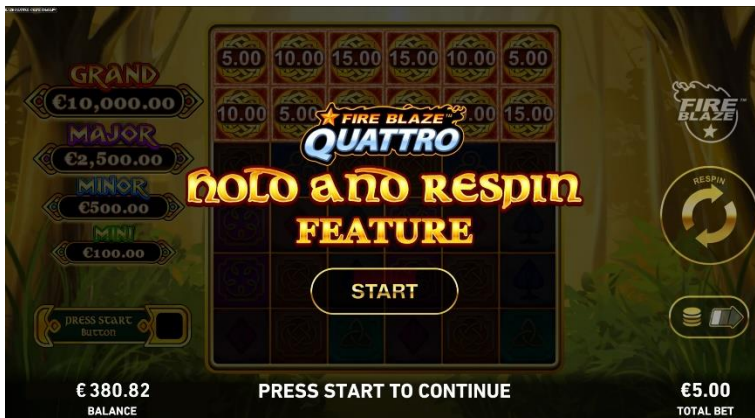 5.00 10.00 15.00 15.00 10.00 5.00
GRAND
€10,000.00
10.00 5.00 5.00 15.00
FIRE BLAZE™
QUATTRO
FIRE
BLAZE
MAJOR
€2,500.00
MINOR
€500.00
HOLD AND RESPIN
FEATURE
RESPIN
MINI
€100.00
START
PRESS START
BUTTON
€380.82
BALANCE
PRESS START TO CONTINUE
€5.00
TOTAL BET